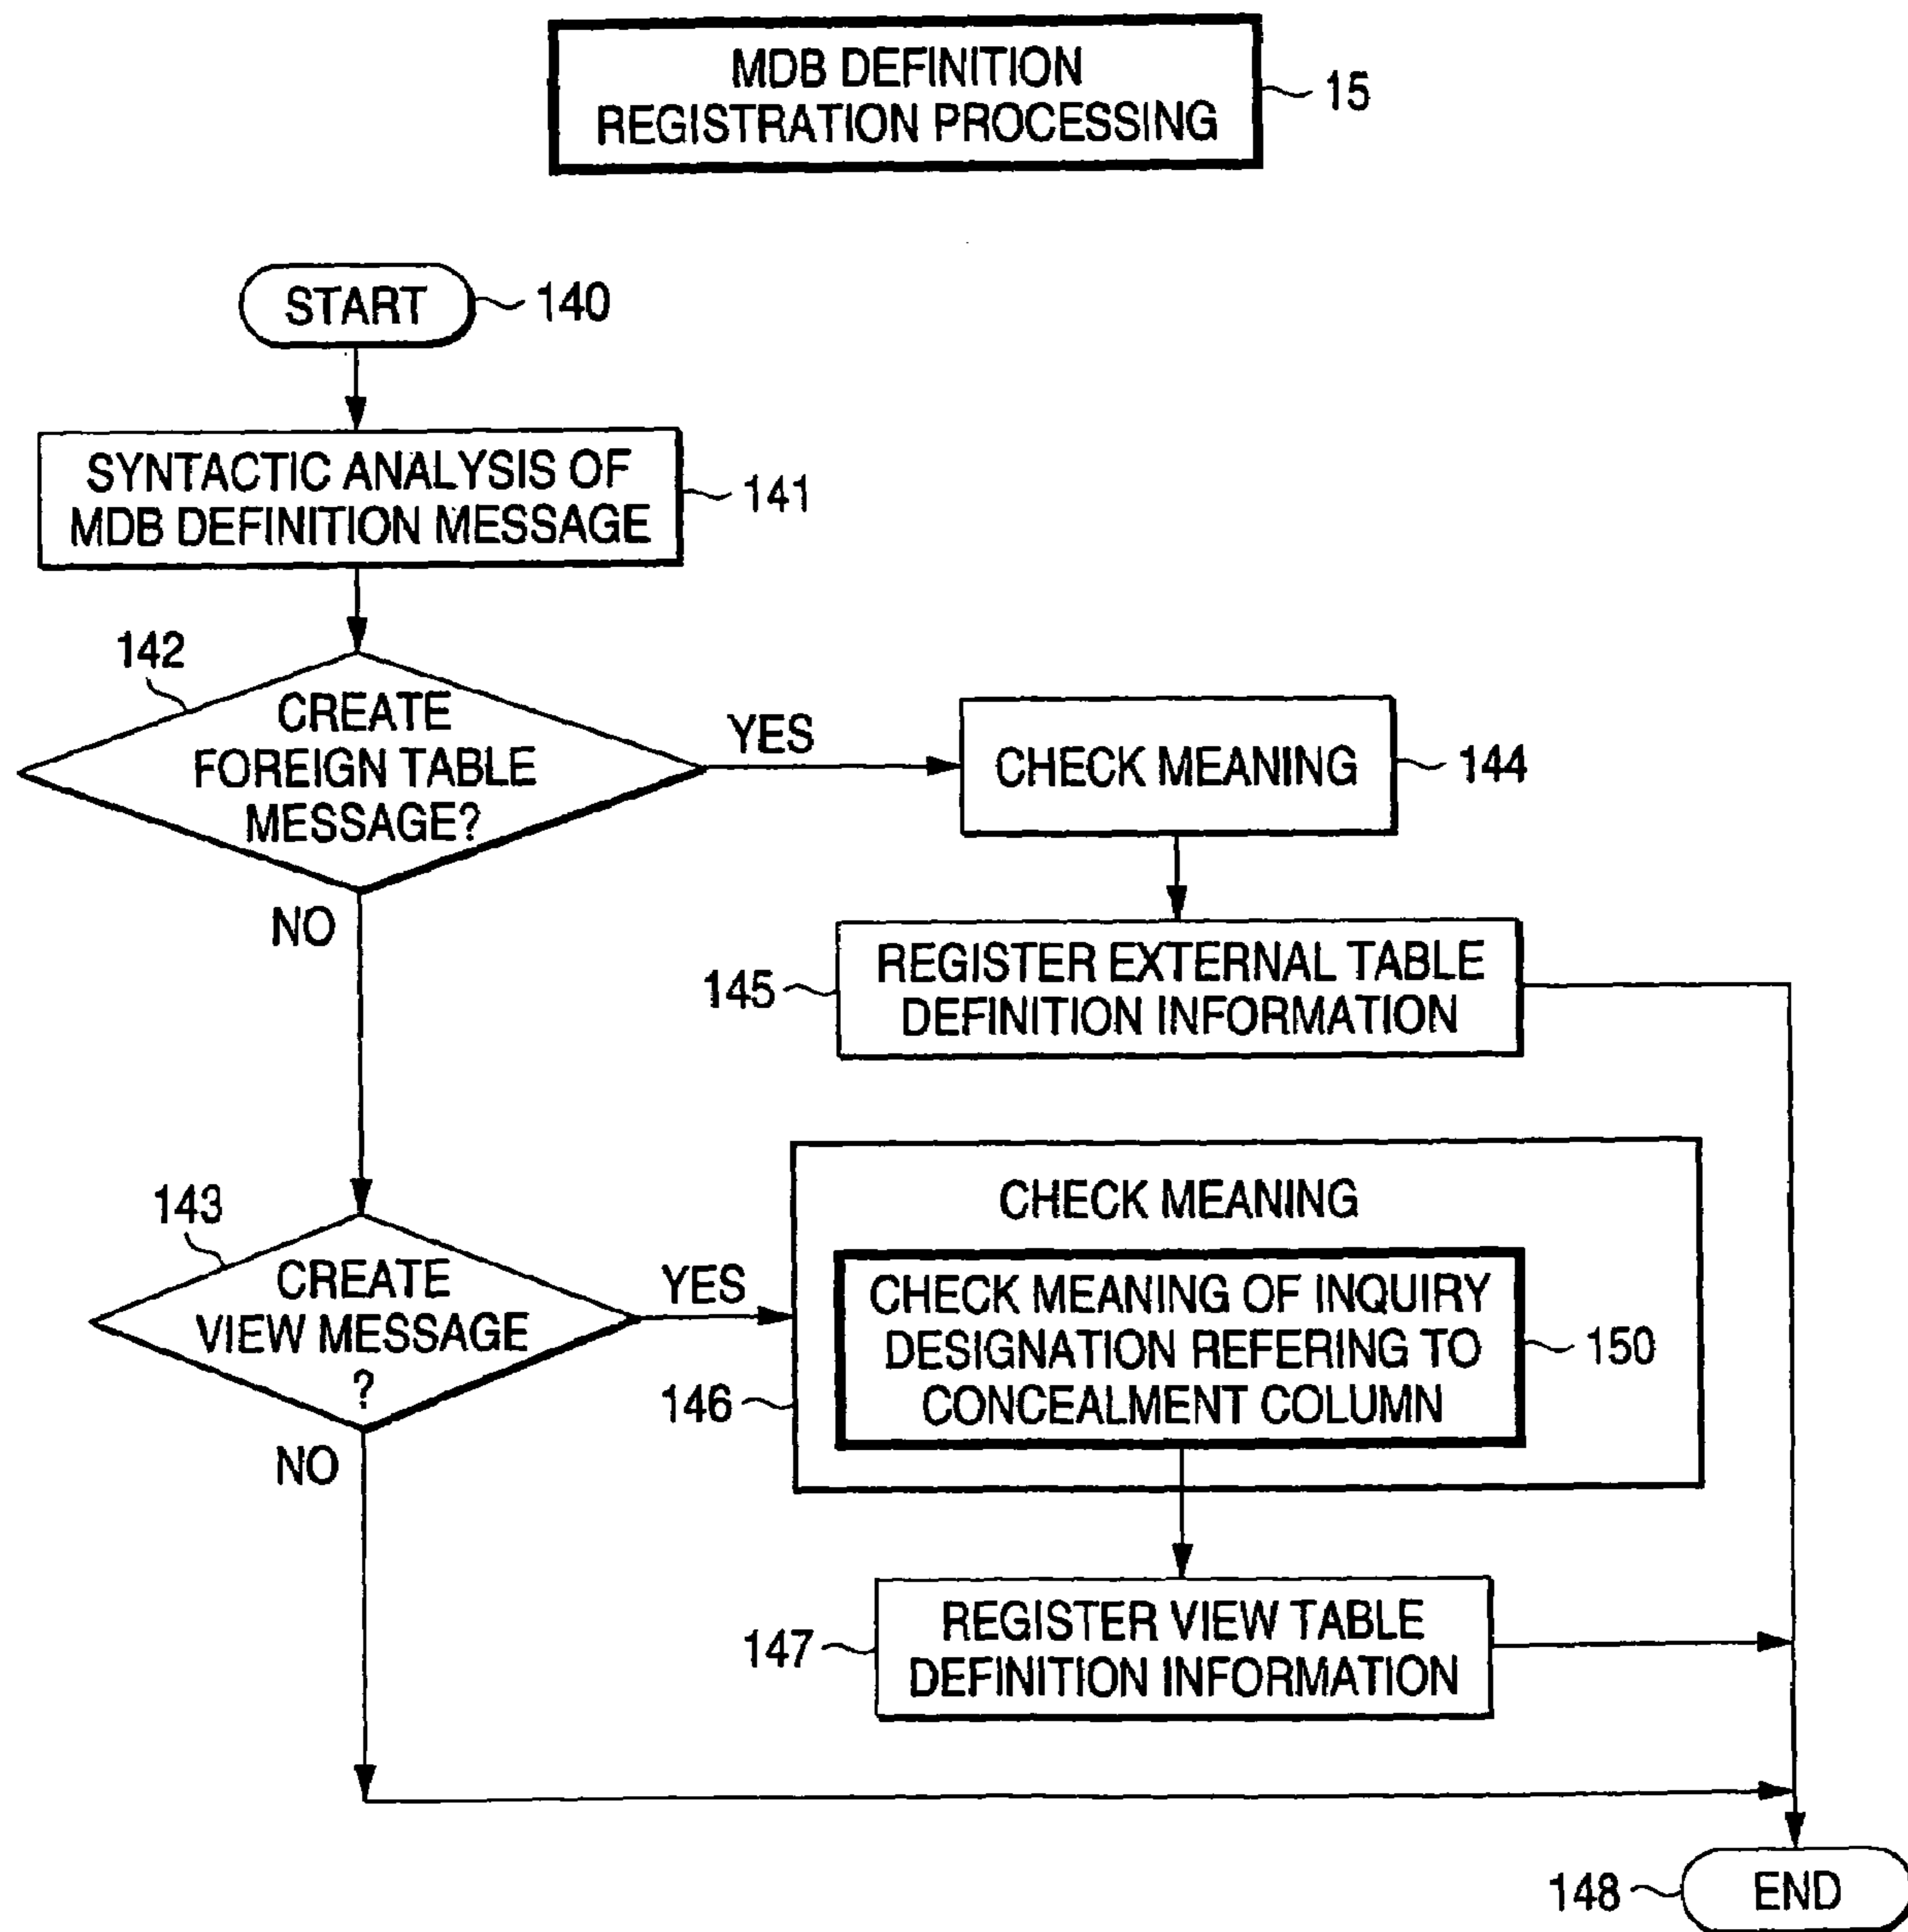 MDB DEFINITION
REGISTRATION PROCESSING
15
START
140
SYNTACTIC ANALYSIS OF
MDB DEFINITION MESSAGE
141
142
CREATE
FOREIGN TABLE
MESSAGE?
YES
NO
CHECK MEANING
144
REGISTER EXTERNAL TABLE
DEFINITION INFORMATION
145
143
CREATE
VIEW MESSAGE
?
YES
NO
CHECK MEANING
146
CHECK MEANING OF INQUIRY
DESIGNATION REFERING TO
CONCEALMENT COLUMN
150
REGISTER VIEW TABLE
DEFINITION INFORMATION
147
148
END